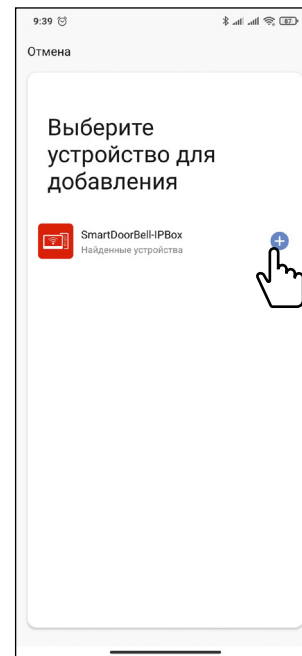 9:39
87
Отмена
Выберите
устройство для
добавления
SmartDoorBell-IPBox
Найденные устройства